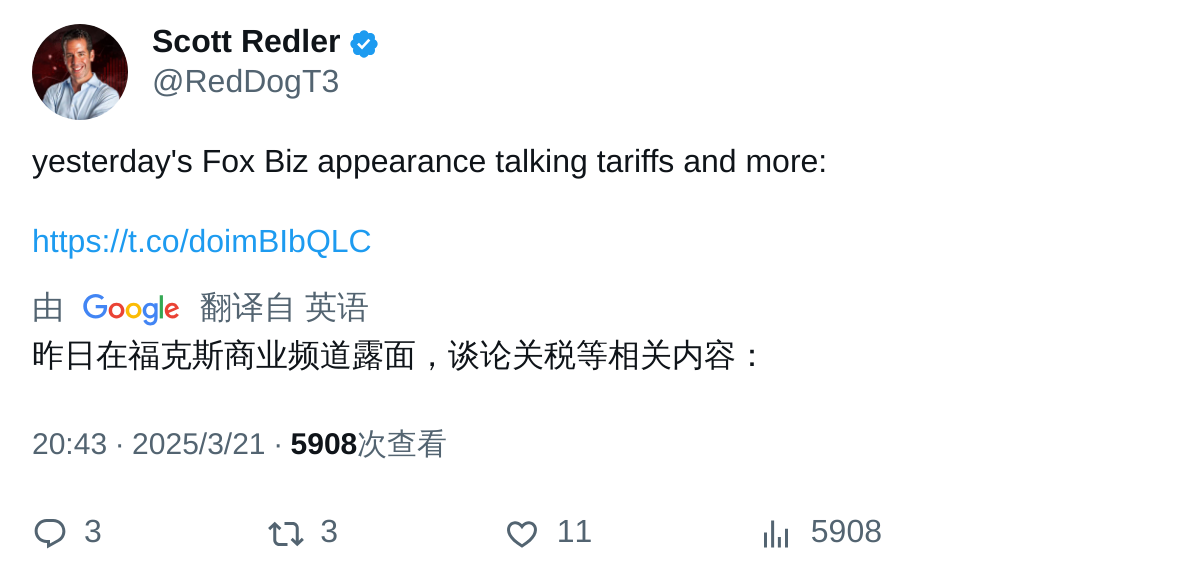 Scott Redler
@RedDogT3
yesterday's Fox Biz appearance talking tariffs and more:
https://t.co/doimBIbQLC
由 Google 翻译自 英语
昨日在福克斯商业频道露面，谈论关税等相关内容：
20:43 · 2025/3/21 · 5908次查看
3 3 11 5908